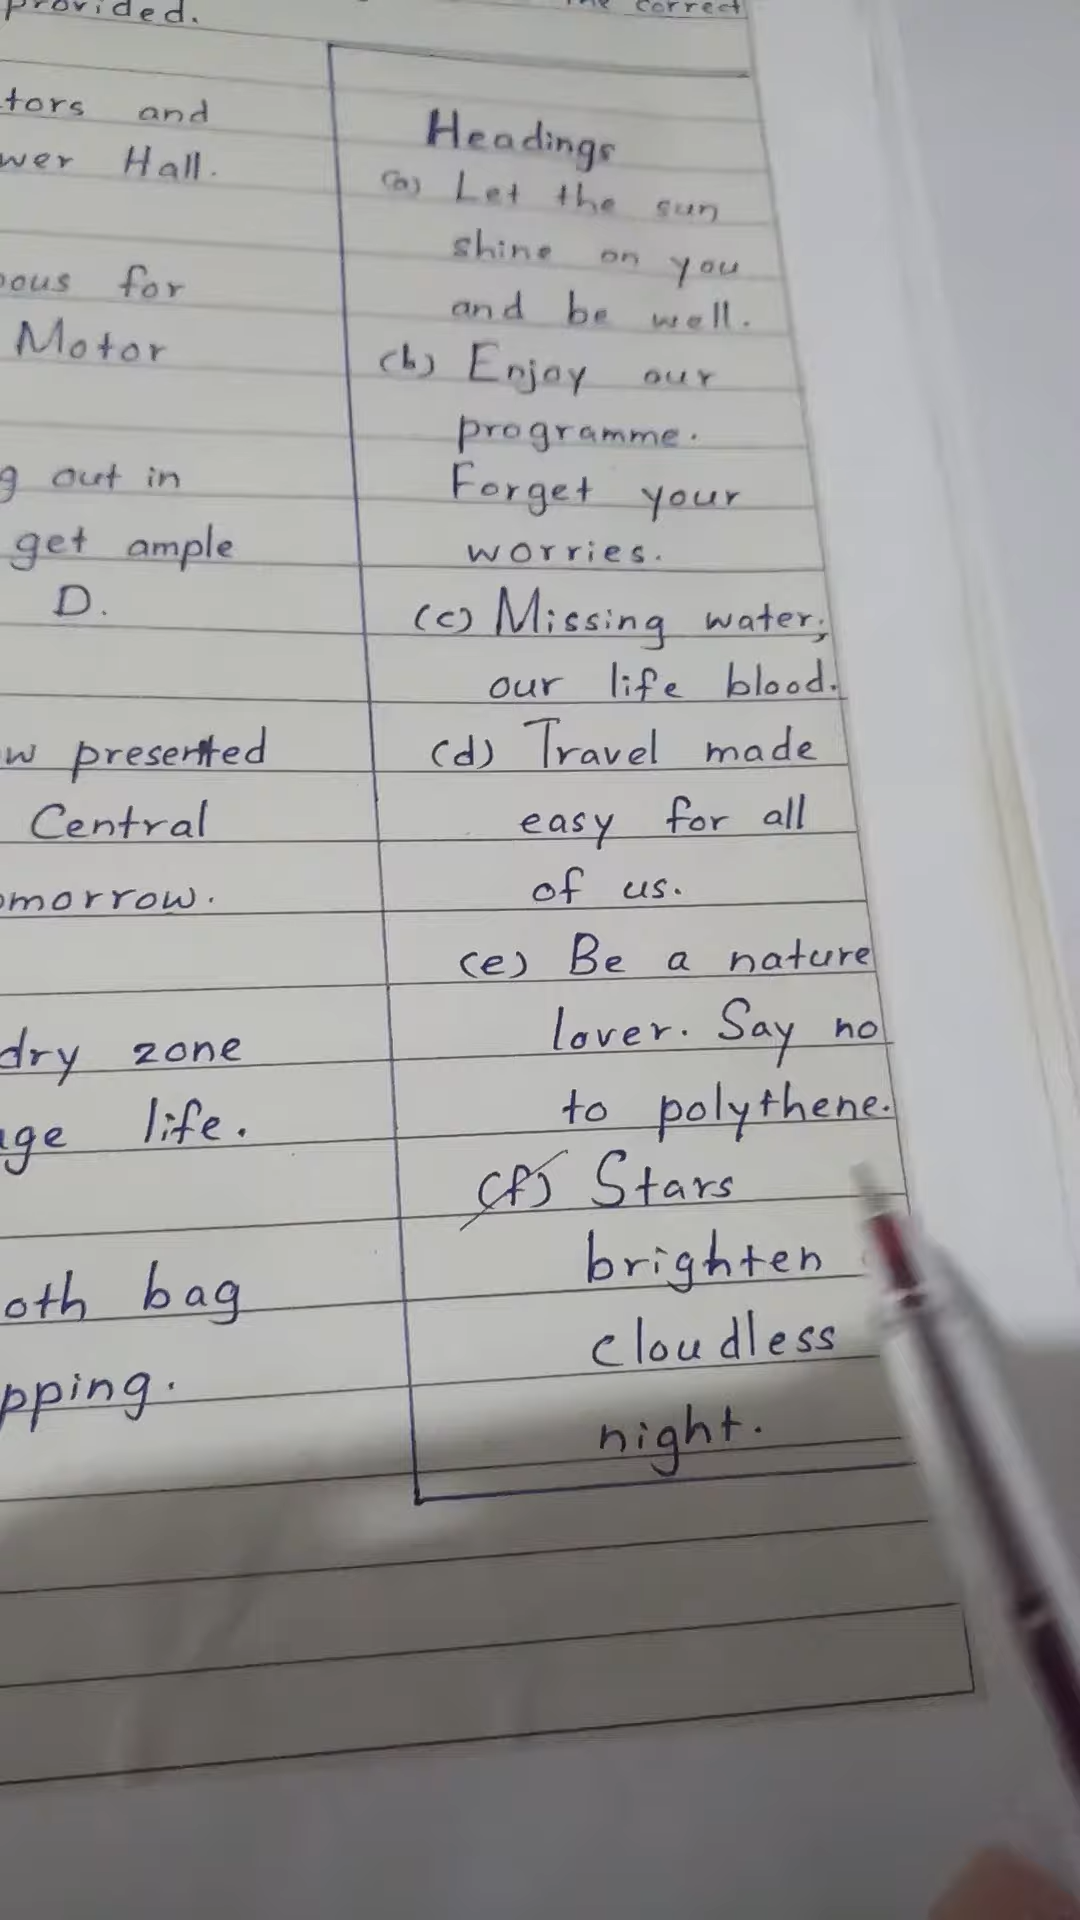 provided. The correct
tors and
wer Hall.
ous for
Motor
g out in
get ample
D.
w presented
Central
omorrow.
dry zone
ge life.
oth bag
pping.
Headings
(a) Let the sun
shine on you
and be well.
(b) Enjoy our
programme.
Forget your
worries.
(c) Missing water,
our life blood.
(d) Travel made
easy for all
of us.
(e) Be a nature
lover. Say no
to polythene.
(f) Stars
brighten
cloudless
night.